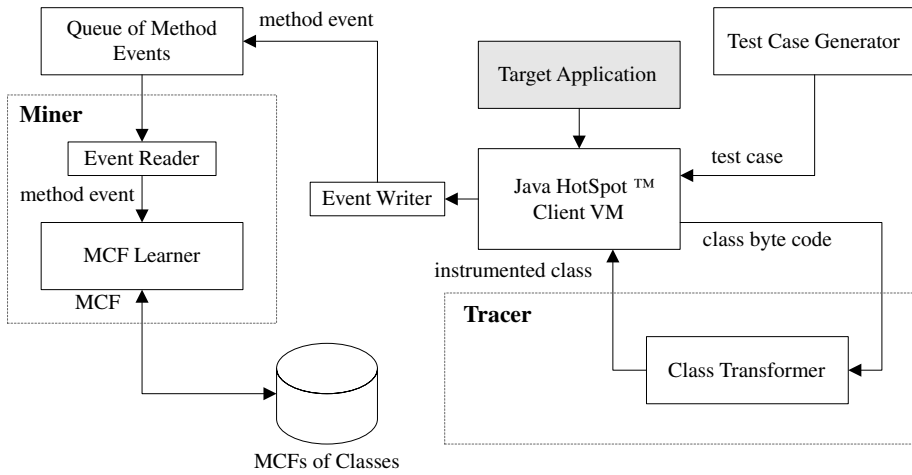 Queue of Method
Events
method event
Test Case Generator
Target Application
Miner
Event Reader
test case
method event
Event Writer
Java HotSpot ™
Client VM
class byte code
MCF Learner
instrumented class
MCF
Tracer
Class Transformer
MCFs of Classes